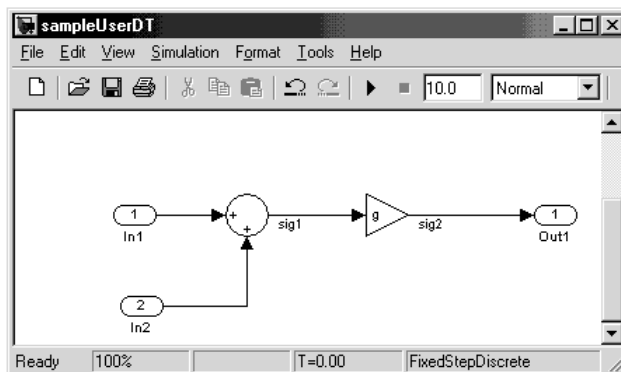 sampleUserDT
File Edit View Simulation Format Tools Help
10.0 Normal
1
In1
+
+
sig1
g
sig2
1
Out1
2
In2
Ready 100% T=0.00 FixedStepDiscrete